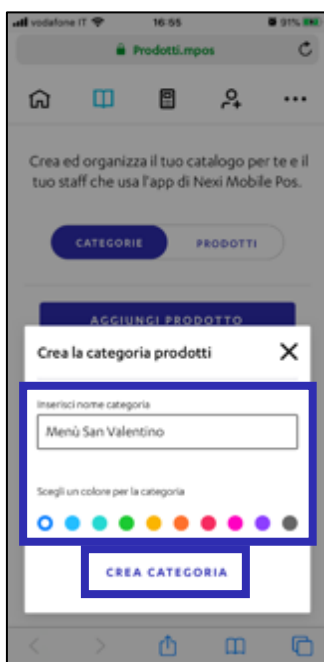 vodafone IT 16:55 91%
Prodotti.mpos
Crea ed organizza il tuo catalogo per te e il
tuo staff che usa l'app di Nexi Mobile Pos.
CATEGORIE PRODOTTI
AGGIUNGI PRODOTTO
Crea la categoria prodotti
Inserisci nome categoria
Menù San Valentino
Scegli un colore per la categoria
CREA CATEGORIA